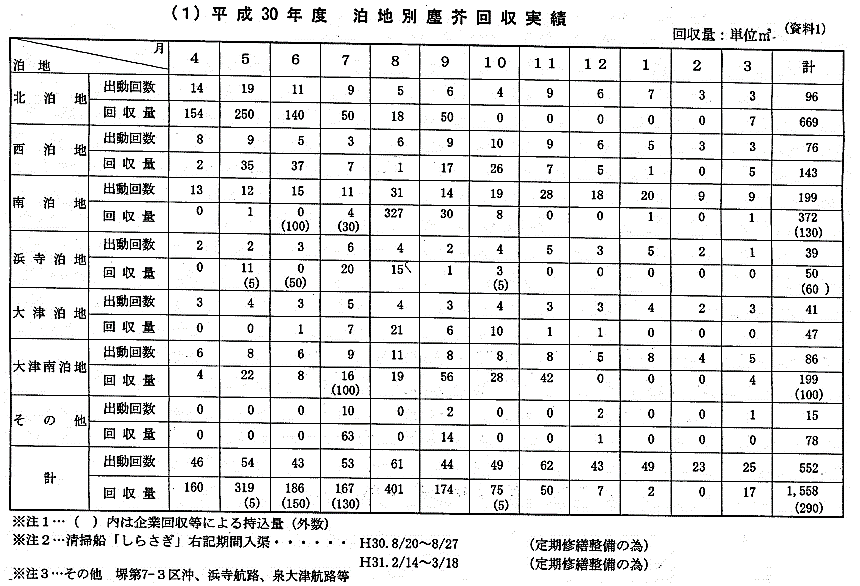 (1)平成30年度 泊地別塵芥回収実績
回収量:単位㎥ (資料1)
月 泊地 4 5 6 7 8 9 10 11 12 1 2 3 計
北泊地 出動回数 14 19 11 9 5 6 4 9 6 7 3 3 96
回収量 154 250 140 50 18 50 0 0 0 0 0 7 669
西泊地 出動回数 8 9 5 3 6 9 10 9 6 5 3 3 76
回収量 2 35 37 7 1 17 26 7 5 1 0 5 143
南泊地 出動回数 13 12 15 11 31 14 19 28 18 20 9 9 199
回収量 0 1 0 4 327 30 8 0 0 1 0 1 372
(100) (30) (130)
浜寺泊地 出動回数 2 2 3 6 4 2 4 5 3 5 2 1 39
回収量 0 11 0 20 15 1 3 0 0 0 0 0 50
(5) (50) (5) (60)
大津泊地 出動回数 3 4 3 5 4 3 4 3 3 4 2 3 41
回収量 0 0 1 7 21 6 10 1 1 0 0 0 47
大津南泊地 出動回数 6 8 6 9 11 8 8 8 5 8 4 5 86
回収量 4 22 8 16 19 56 28 42 0 0 0 4 199
(100) (100)
その他 出動回数 0 0 0 10 0 2 0 0 2 0 0 1 15
回収量 0 0 0 63 0 14 0 0 1 0 0 0 78
計 出動回数 46 54 43 53 61 44 49 62 43 49 23 25 552
回収量 160 319 186 167 401 174 75 50 7 2 0 17 1,558
(5) (150) (130) (5) (290)
※注1…( )内は企業回収等による持込量(外数)
※注2…清掃船「しらさぎ」右記期間入渠・・・・・・ H30.8/20~8/27 (定期修繕整備の為)
H31.2/14~3/18 (定期修繕整備の為)
※注3…その他 堺第7-3区沖、浜寺航路、泉大津航路等